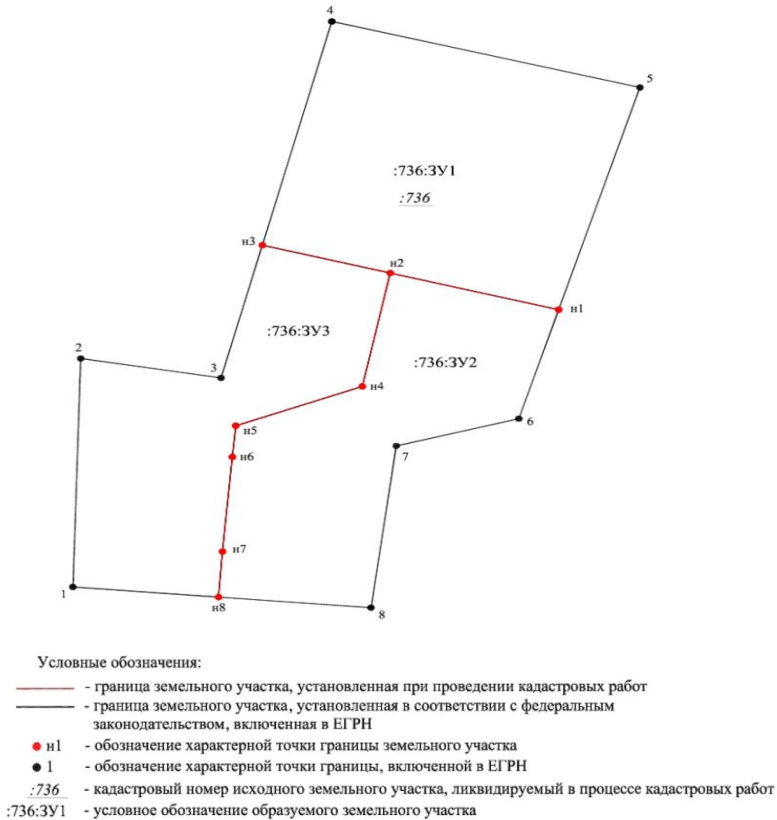 4
5
:736:ЗУ1
:736
н3
н2
н1
:736:ЗУ3
:736:ЗУ2
2
3
н4
н5
6
7
н6
н7
1
н8
8
Условные обозначения:
- граница земельного участка, установленная при проведении кадастровых работ
- граница земельного участка, установленная в соответствии с федеральным
законодательством, включенная в ЕГРН
н1 - обозначение характерной точки границы земельного участка
1 - обозначение характерной точки границы, включенной в ЕГРН
:736 - кадастровый номер исходного земельного участка, ликвидируемый в процессе кадастровых работ
:736:ЗУ1 - условное обозначение образуемого земельного участка